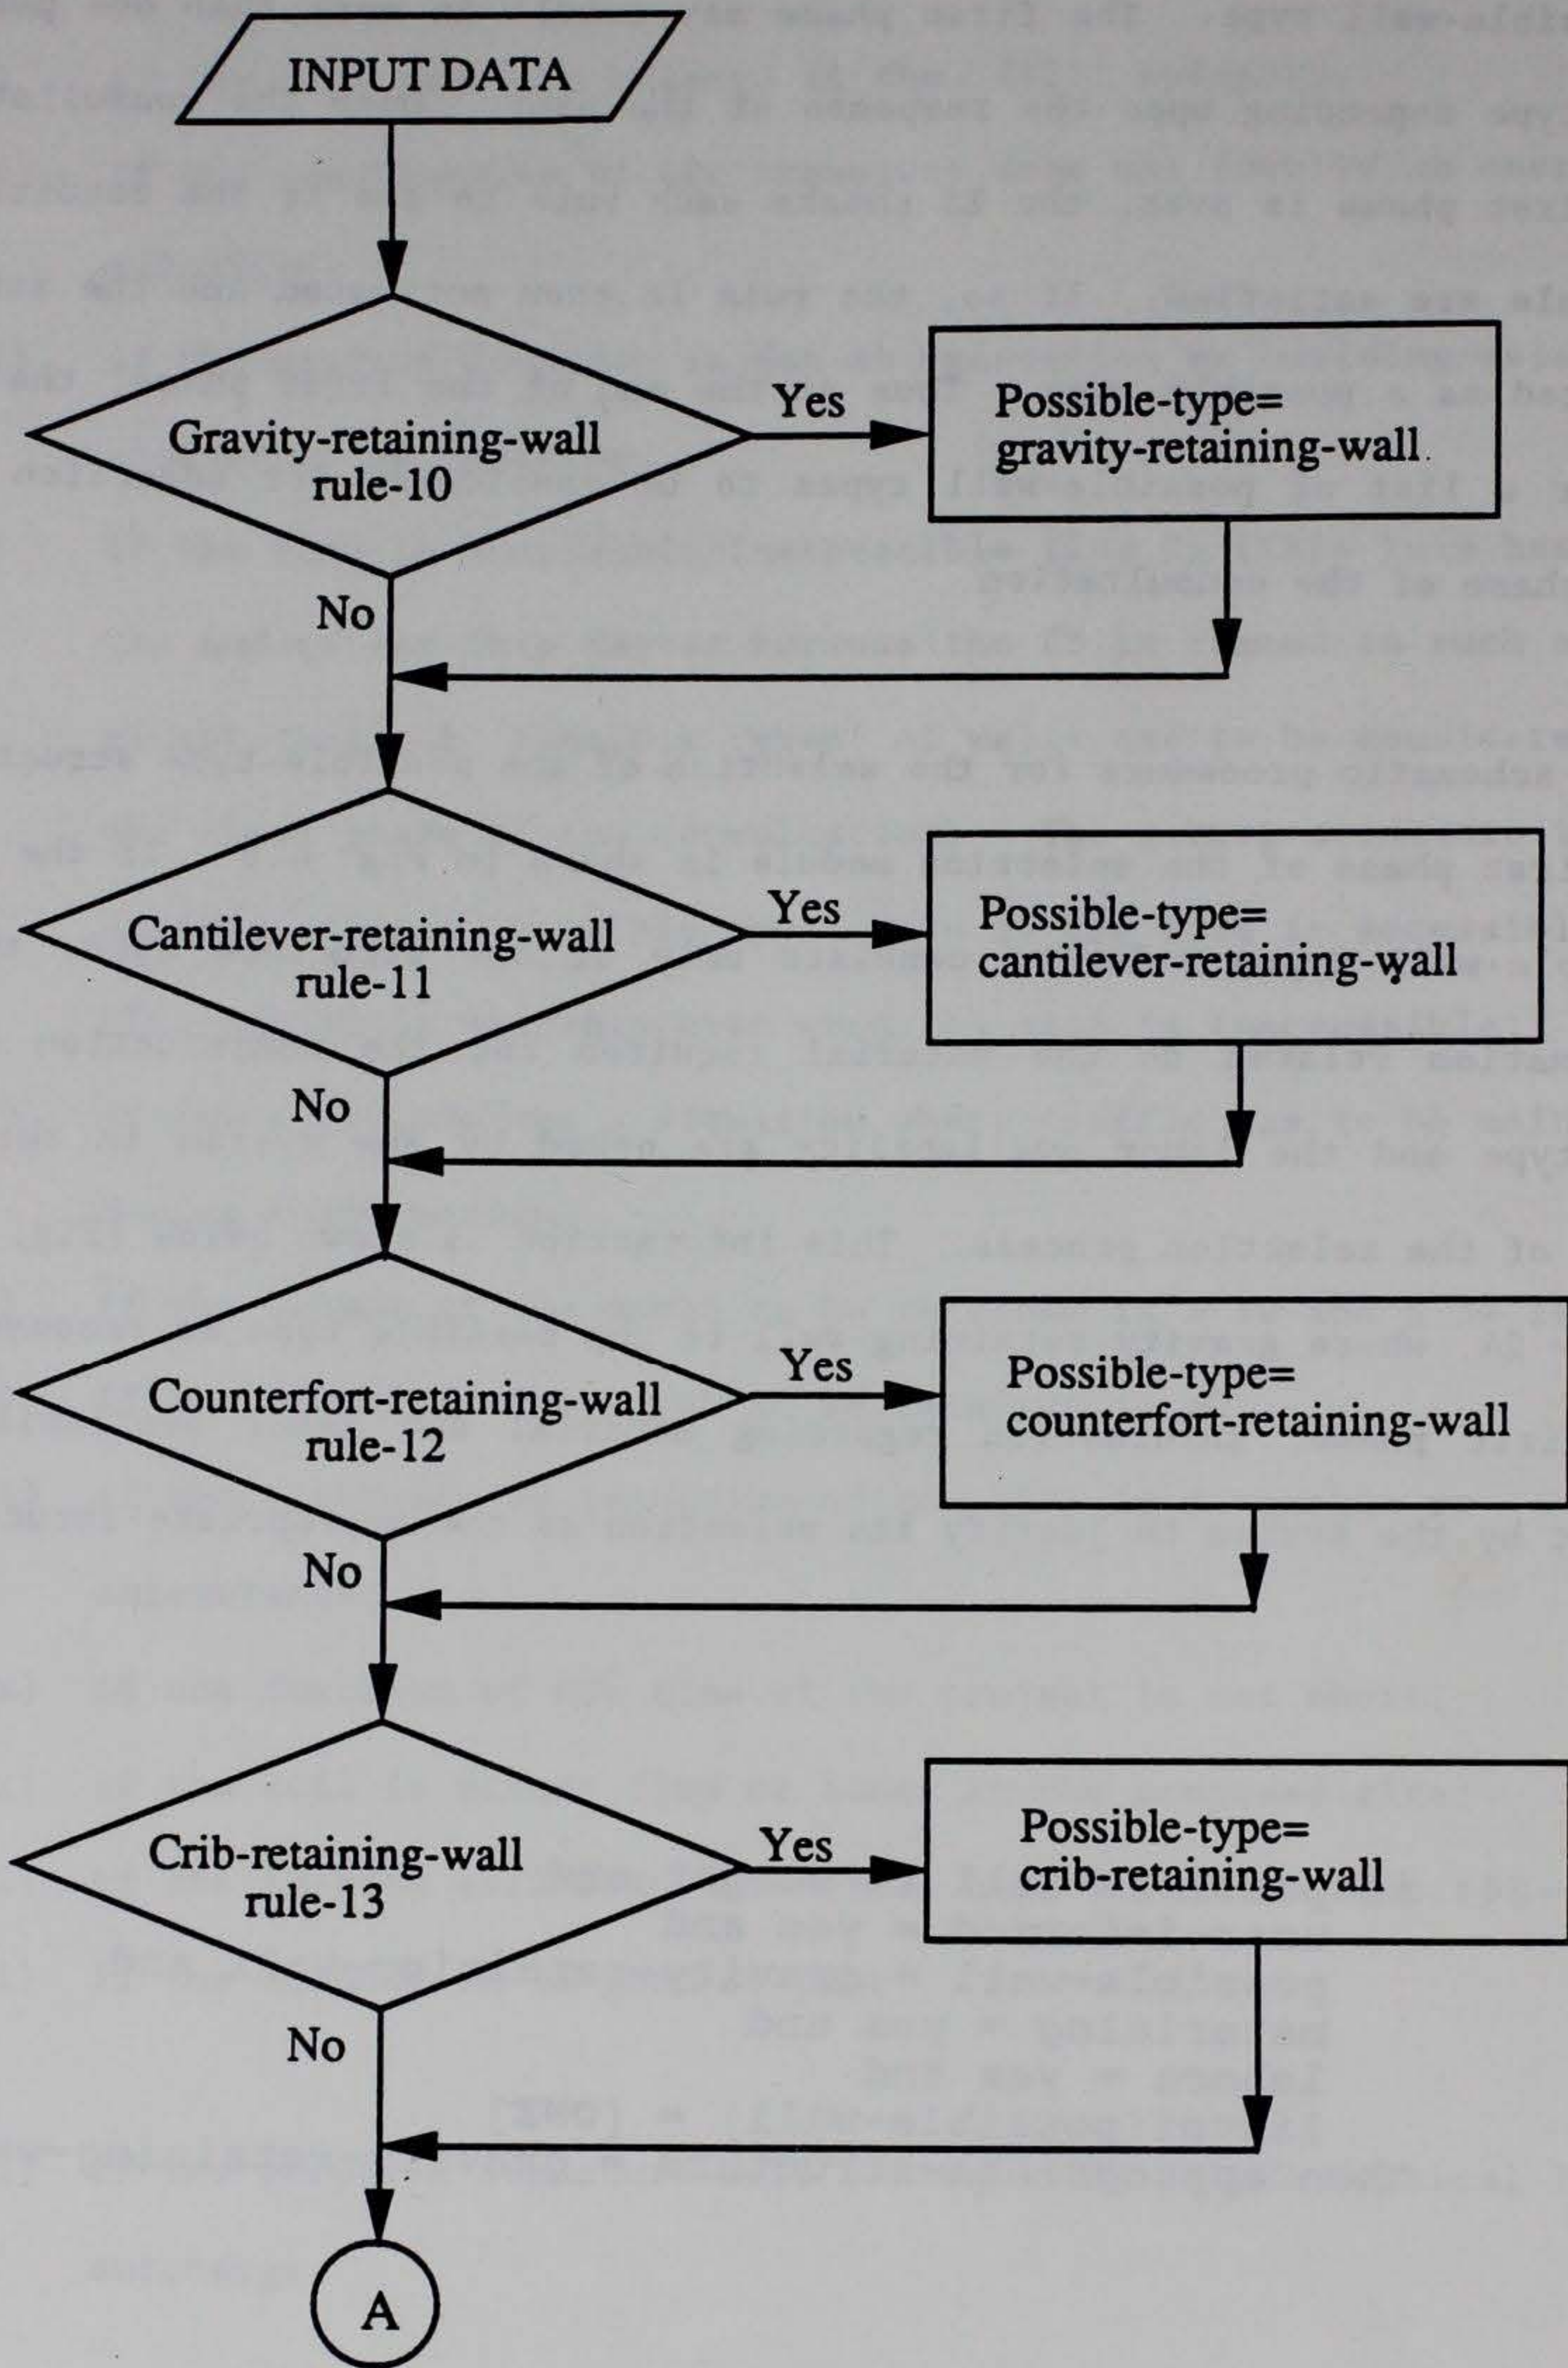 INPUT DATA
Gravity-retaining-wall
rule-10
Yes
Possible-type=
gravity-retaining-wall.
No
Cantilever-retaining-wall
rule-11
Yes
Possible-type=
cantilever-retaining-wall
No
Counterfort-retaining-wall
rule-12
Yes
Possible-type=
counterfort-retaining-wall
No
Crib-retaining-wall
rule-13
Yes
Possible-type=
crib-retaining-wall
No
A